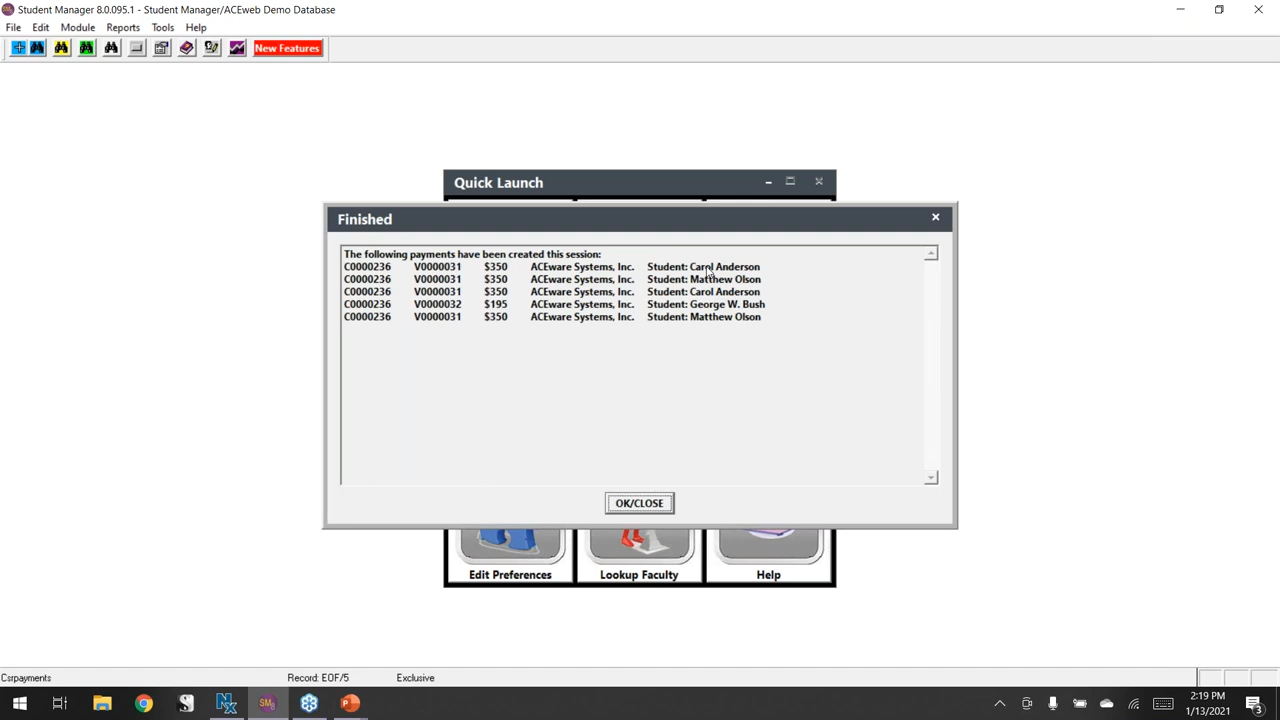 Student Manager 8.0.095.1 - Student Manager/ACEweb Demo Database
File Edit Module Reports Tools Help
New Features
Quick Launch
Finished
The following payments have been created this session:
C0000236 V0000031 $350 ACEware Systems, Inc. Student: Carol Anderson
C0000236 V0000031 $350 ACEware Systems, Inc. Student: Matthew Olson
C0000236 V0000031 $350 ACEware Systems, Inc. Student: Carol Anderson
C0000236 V0000032 $195 ACEware Systems, Inc. Student: George W. Bush
C0000236 V0000031 $350 ACEware Systems, Inc. Student: Matthew Olson
OK/CLOSE
Edit Preferences Lookup Faculty Help
Csrpayments Record: EOF/5 Exclusive
2:19 PM
1/13/2021
3